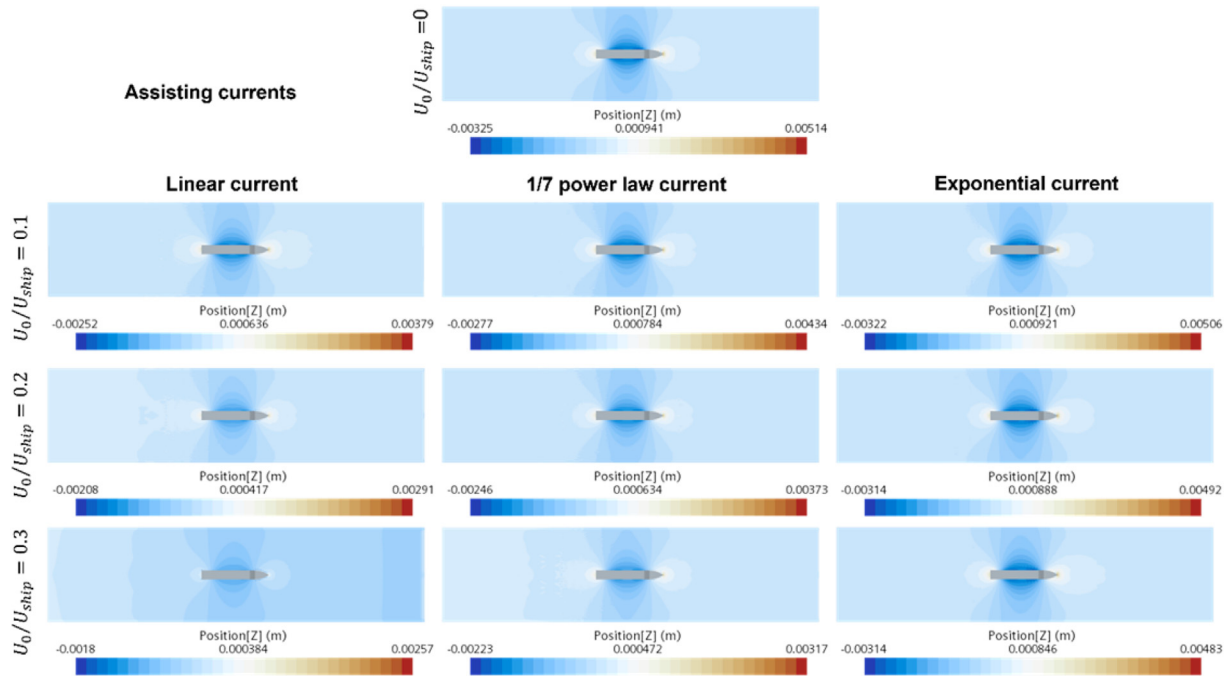 U_0/U_ship =0
Assisting currents
Position[Z] (m)
-0.00325 0.000941 0.00514
Linear current 1/7 power law current Exponential current
U_0/U_ship = 0.1
Position[Z] (m) Position[Z] (m) Position[Z] (m)
-0.00252 0.000636 0.00379 -0.00277 0.000784 0.00434 -0.00322 0.000921 0.00506
U_0/U_ship = 0.2
Position[Z] (m) Position[Z] (m) Position[Z] (m)
-0.00208 0.000417 0.00291 -0.00246 0.000634 0.00373 -0.00314 0.000888 0.00492
U_0/U_ship = 0.3
Position[Z] (m) Position[Z] (m) Position[Z] (m)
-0.0018 0.000384 0.00257 -0.00223 0.000472 0.00317 -0.00314 0.000846 0.00483